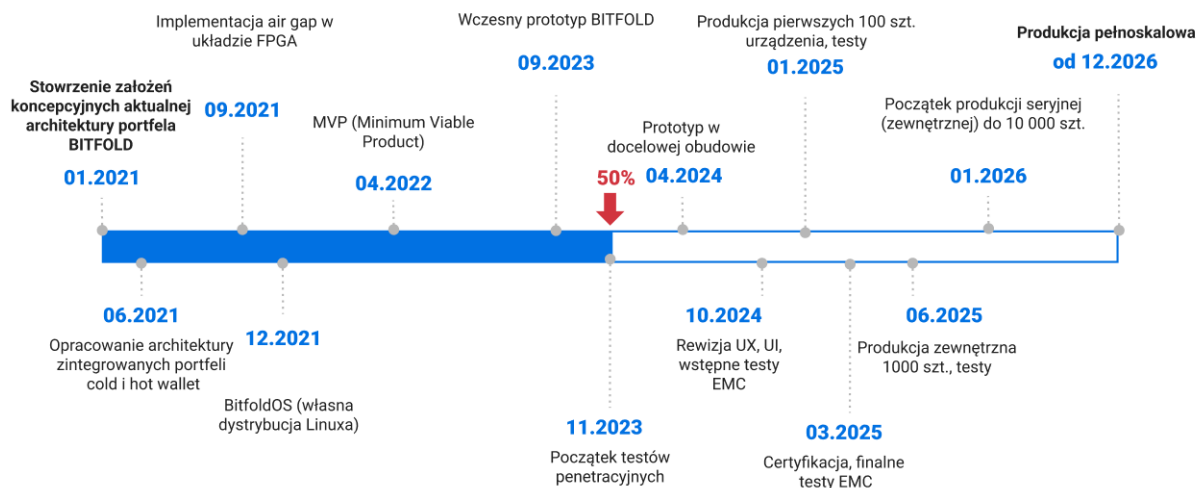 Implementacja air gap w
układzie FPGA
09.2021
Wczesny prototyp BITFOLD
09.2023
Produkcja pierwszych 100 szt.
urządzenia, testy
01.2025
Produkcja pełnoskalowa
od 12.2026
Stowrzenie założeń
koncepcyjnych aktualnej
architektury portfela
BITFOLD
01.2021
MVP (Minimum Viable
Product)
04.2022
50%
Prototyp w
docelowej obudowie
04.2024
Początek produkcji seryjnej
(zewnętrznej) do 10 000 szt.
01.2026
06.2021
Opracowanie architektury
zintegrowanych portfeli
cold i hot wallet
12.2021
BitfoldOS (własna
dystrybucja Linuxa)
11.2023
Początek testów
penetracyjnych
10.2024
Rewizja UX, UI,
wstępne testy
EMC
03.2025
Certyfikacja, finalne
testy EMC
06.2025
Produkcja zewnętrzna
1000 szt., testy